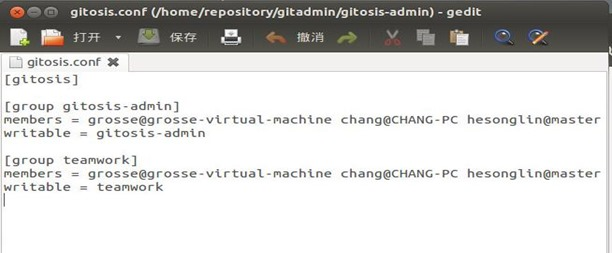 gitosis.conf (/home/repository/gitadmin/gitosis-admin) - gedit
打开 保存 撤消
gitosis.conf
[gitosis]
[group gitosis-admin]
members = grosse@grosse-virtual-machine chang@CHANG-PC hesonglin@master
writable = gitosis-admin
[group teamwork]
members = grosse@grosse-virtual-machine chang@CHANG-PC hesonglin@master
writable = teamwork